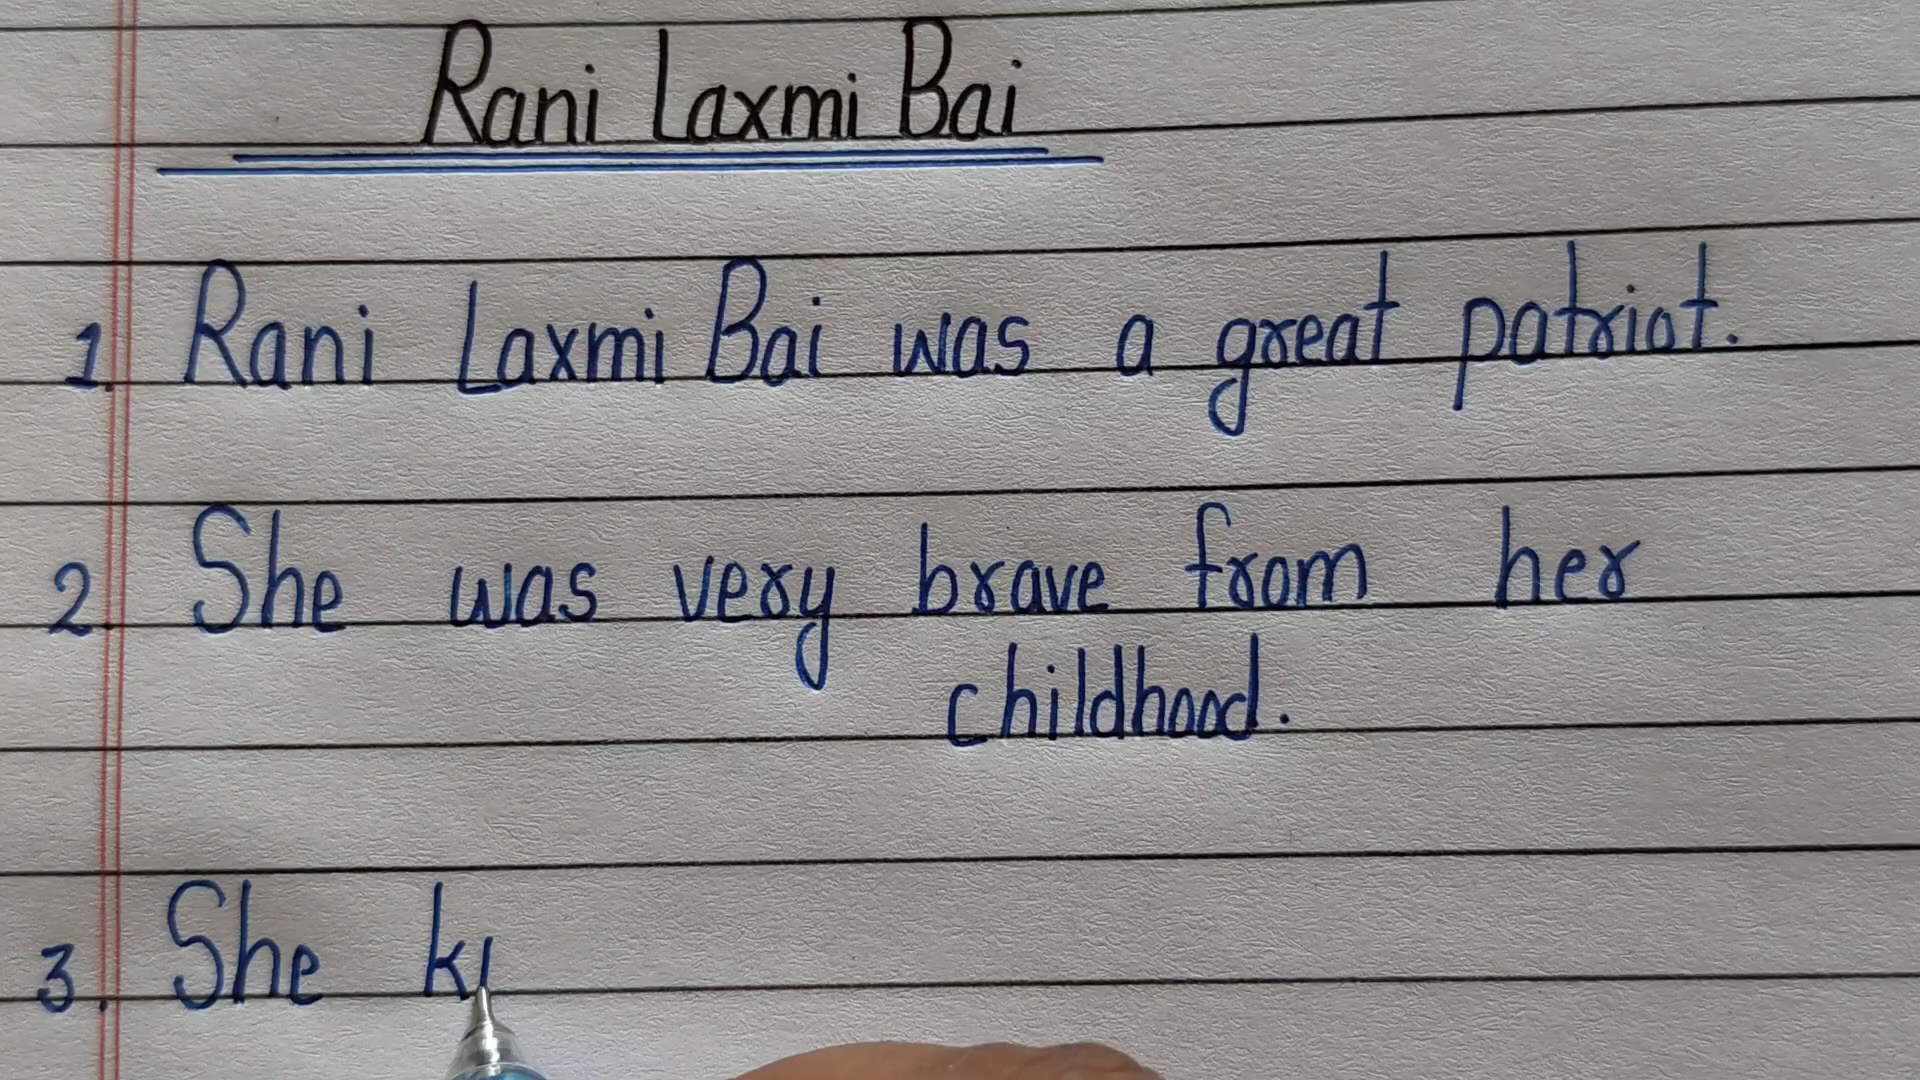 Rani Laxmi Bai
1. Rani Laxmi Bai was a great patriot.
2. She was very brave from her
childhood.
3. She